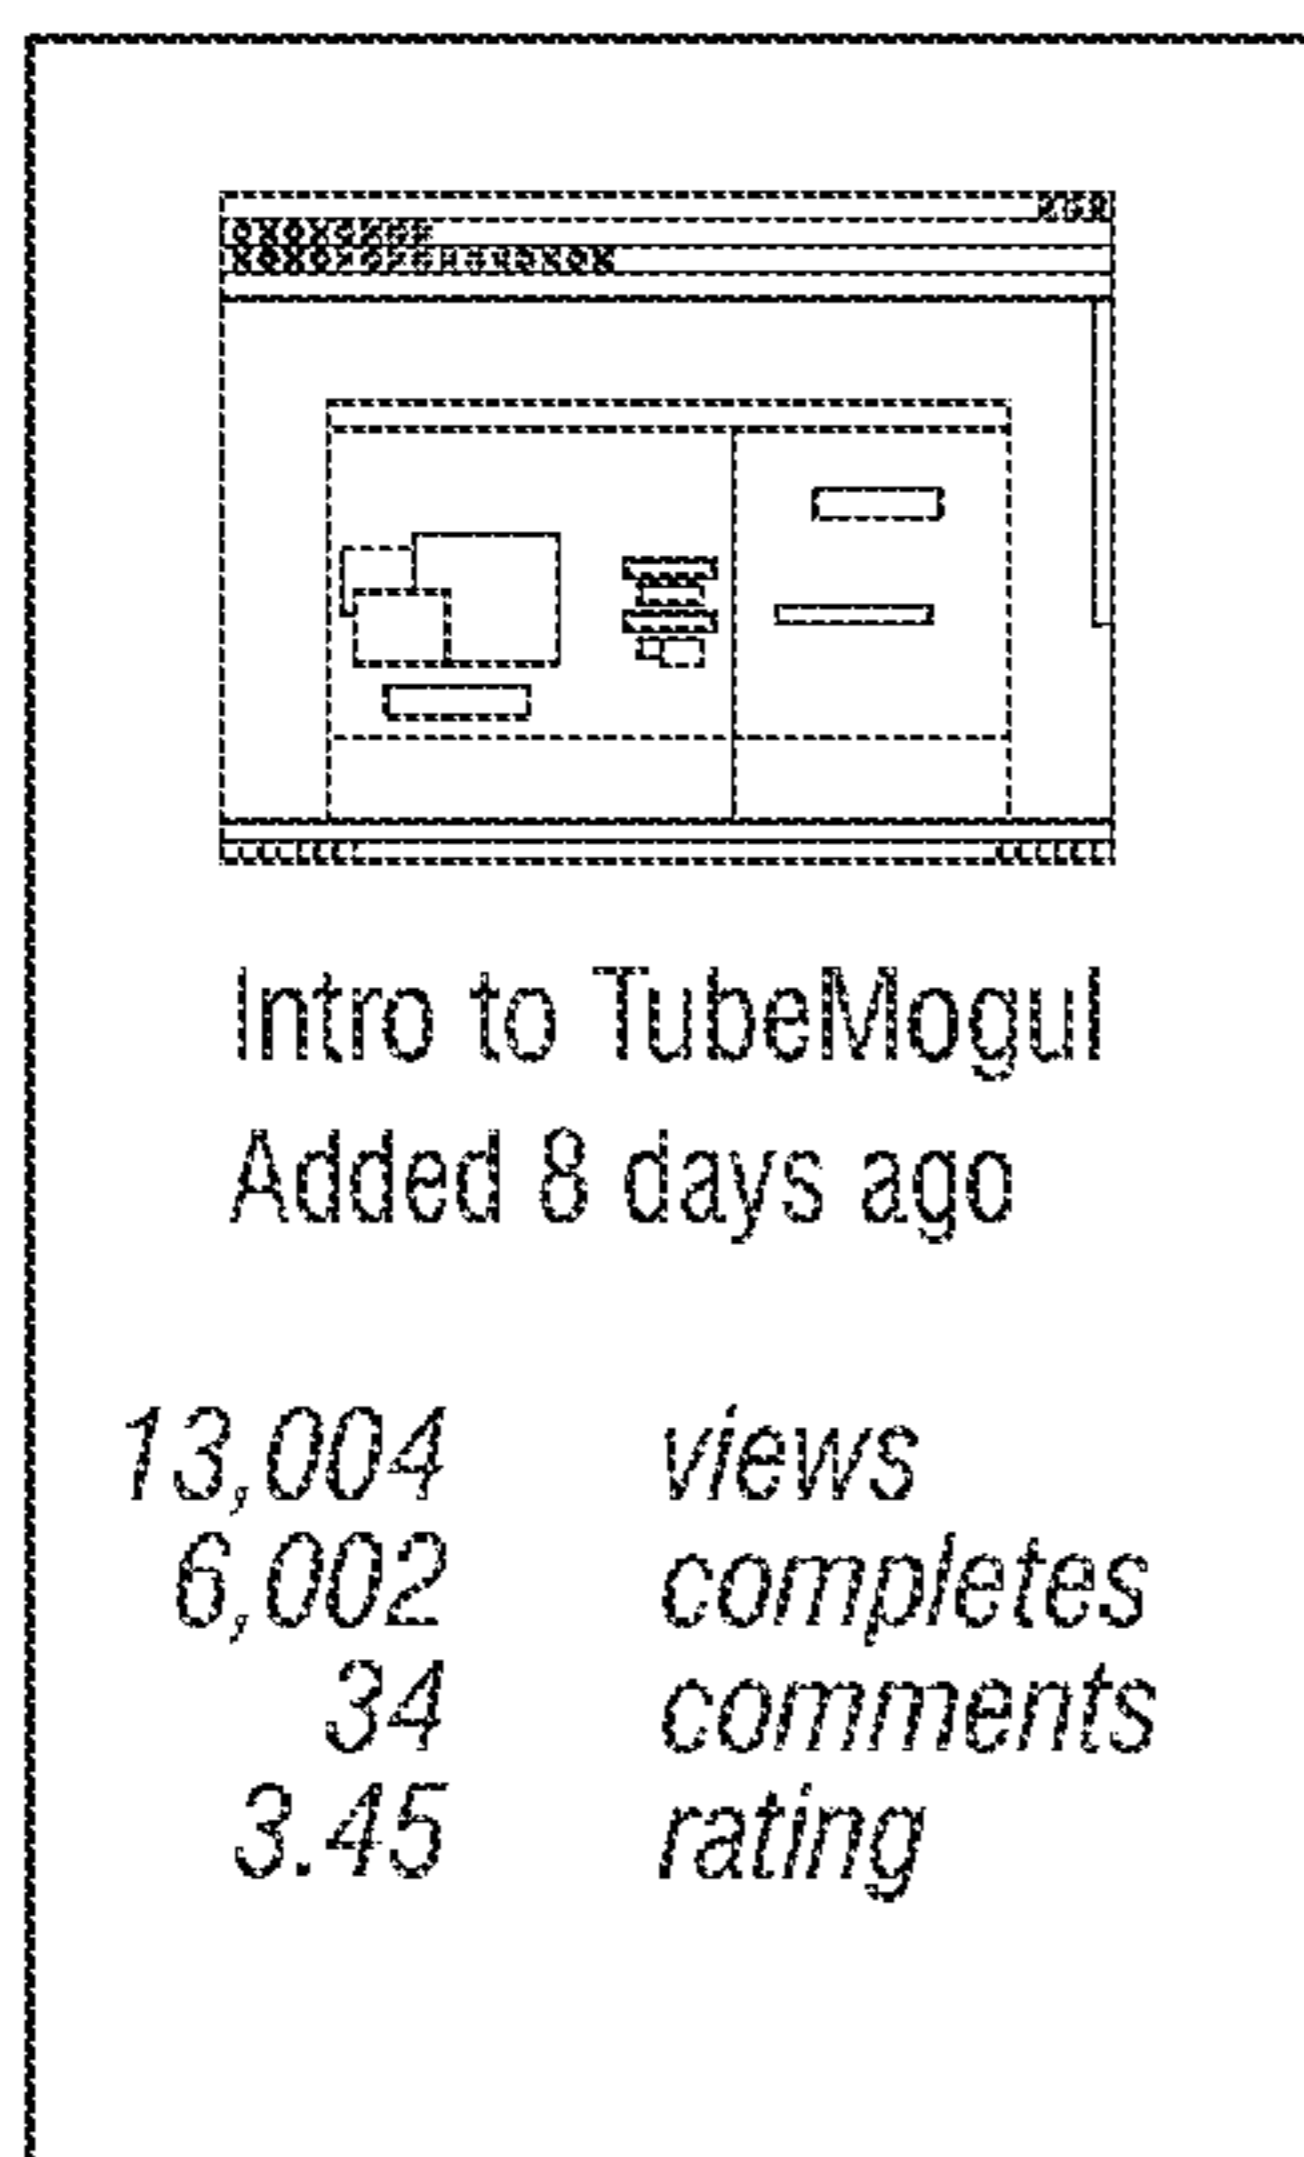 Intro to TubeMogul
Added 8 days ago
13,004 views
6,002 completes
34 comments
3.45 rating